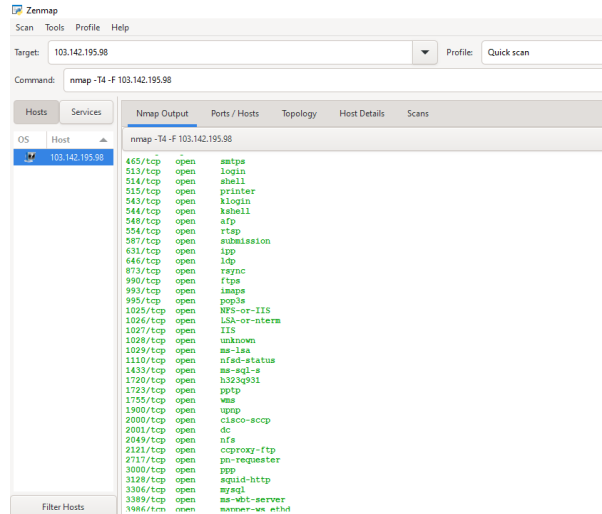 Zenmap
Scan Tools Profile Help
Target: 103.142.195.98 Profile: Quick scan
Command: nmap -T4 -F 103.142.195.98
Hosts Services Nmap Output Ports / Hosts Topology Host Details Scans
OS Host
nmap -T4 -F 103.142.195.98
103.142.195.98
465/tcp open smtps
513/tcp open login
514/tcp open shell
515/tcp open printer
543/tcp open klogin
544/tcp open kshell
548/tcp open afp
554/tcp open rtsp
587/tcp open submission
631/tcp open ipp
646/tcp open ldp
873/tcp open rsync
990/tcp open ftps
993/tcp open imaps
995/tcp open pop3s
1025/tcp open NFS-or-IIS
1026/tcp open LSA-or-nterm
1027/tcp open IIS
1028/tcp open unknown
1029/tcp open ms-lsa
1110/tcp open nfsd-status
1433/tcp open ms-sql-s
1720/tcp open h323q931
1723/tcp open pptp
1755/tcp open wms
1900/tcp open upnp
2000/tcp open cisco-sccp
2001/tcp open dc
2049/tcp open nfs
2121/tcp open ccproxy-ftp
2717/tcp open pn-requester
3000/tcp open ppp
3128/tcp open squid-http
3306/tcp open mysql
3389/tcp open ms-wbt-server
3986/tcp open mapper-ws_ethd
Filter Hosts